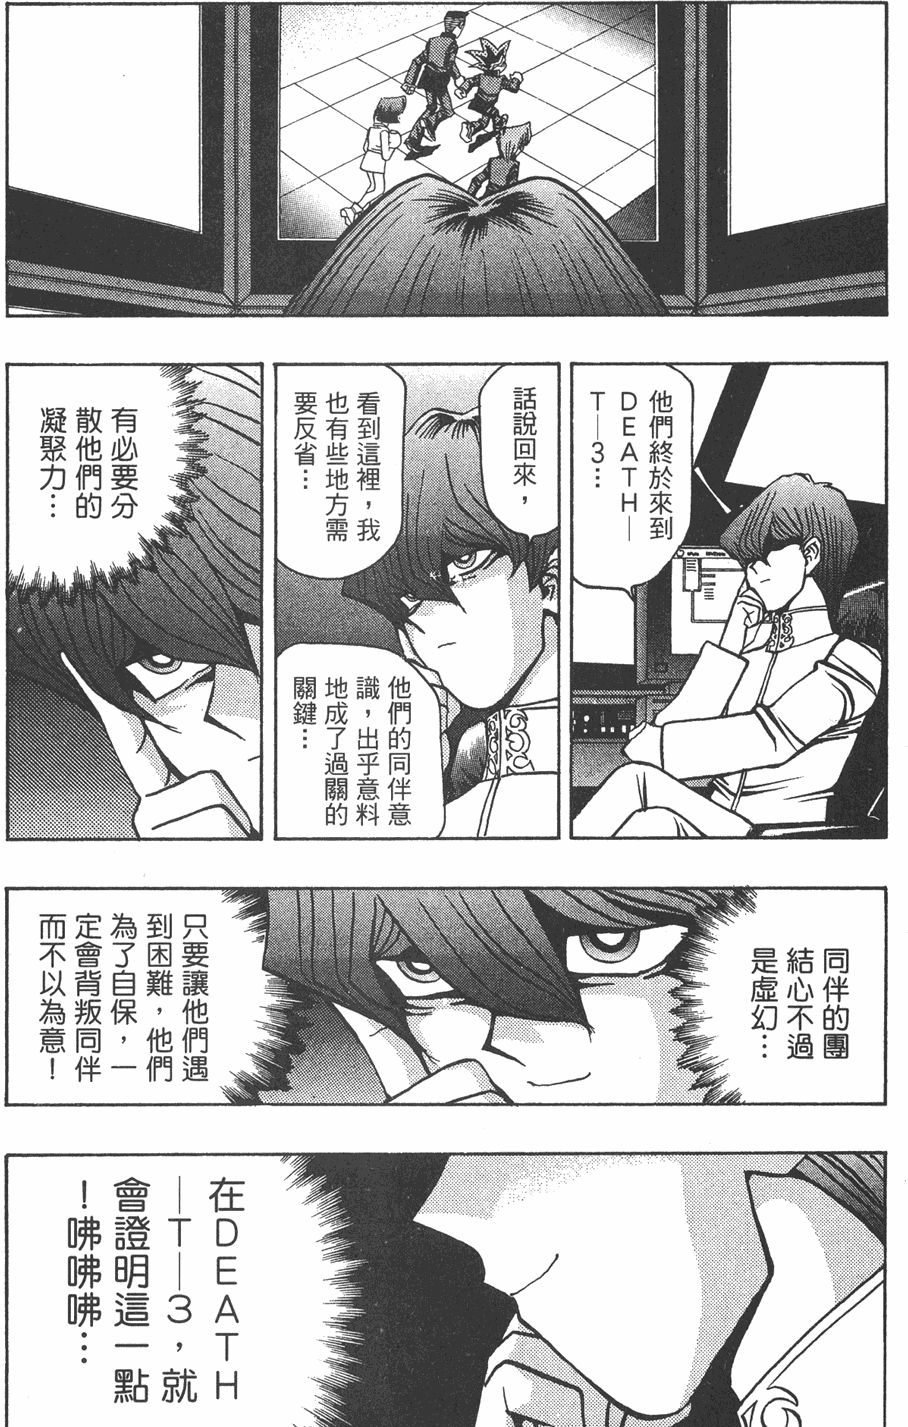 他們終於來到
DEATH—
T—3…
話說回來，
看到這裡，我
也有些地方需
要反省…
他們的同伴意
識，出乎意料
地成了過關的
關鍵…
有必要分
散他們的
凝聚力…
同伴的團
結心不過
是虛幻…
只要讓他們遇
到困難，他們
為了自保，一
定會背叛同伴
而不以為意！
在DEATH
—T—3，就
會證明這一點
！咈咈咈…